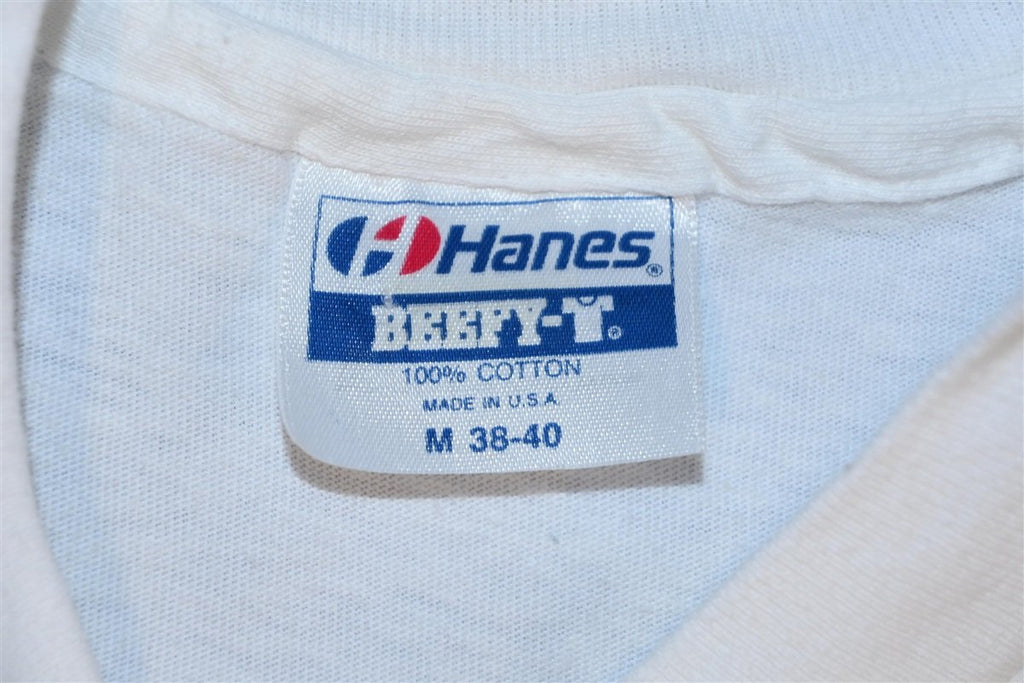 Hanes®
BEEFY-T®
100% COTTON
MADE IN U.S.A.
M 38-40